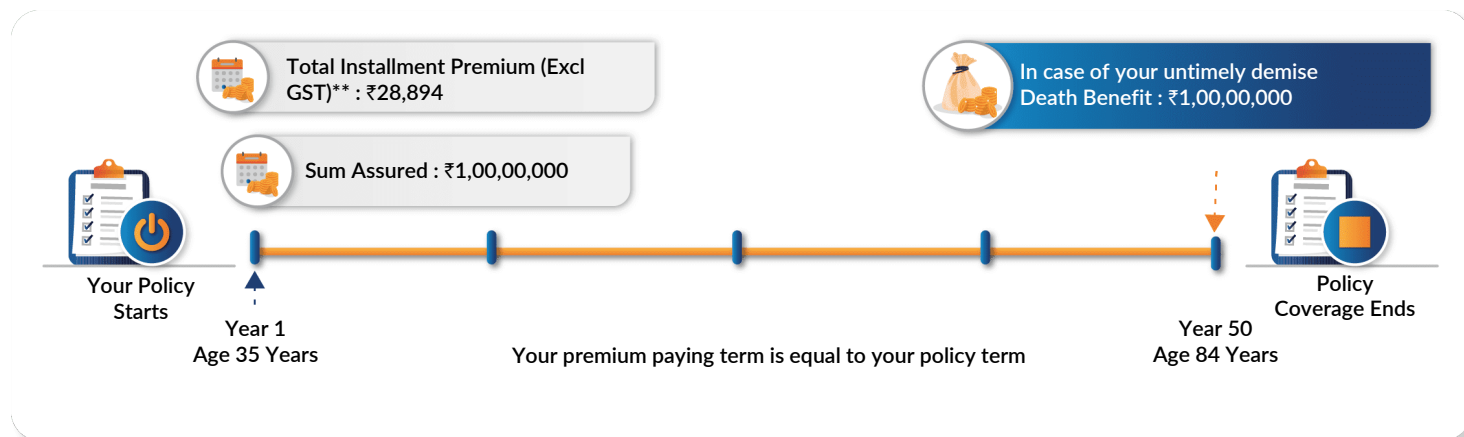 Total Installment Premium (Excl
GST)** : ₹28,894
In case of your untimely demise
Death Benefit : ₹1,00,00,000
Sum Assured : ₹1,00,00,000
Your Policy
Starts
Year 1
Age 35 Years
Your premium paying term is equal to your policy term
Year 50
Age 84 Years
Policy
Coverage Ends